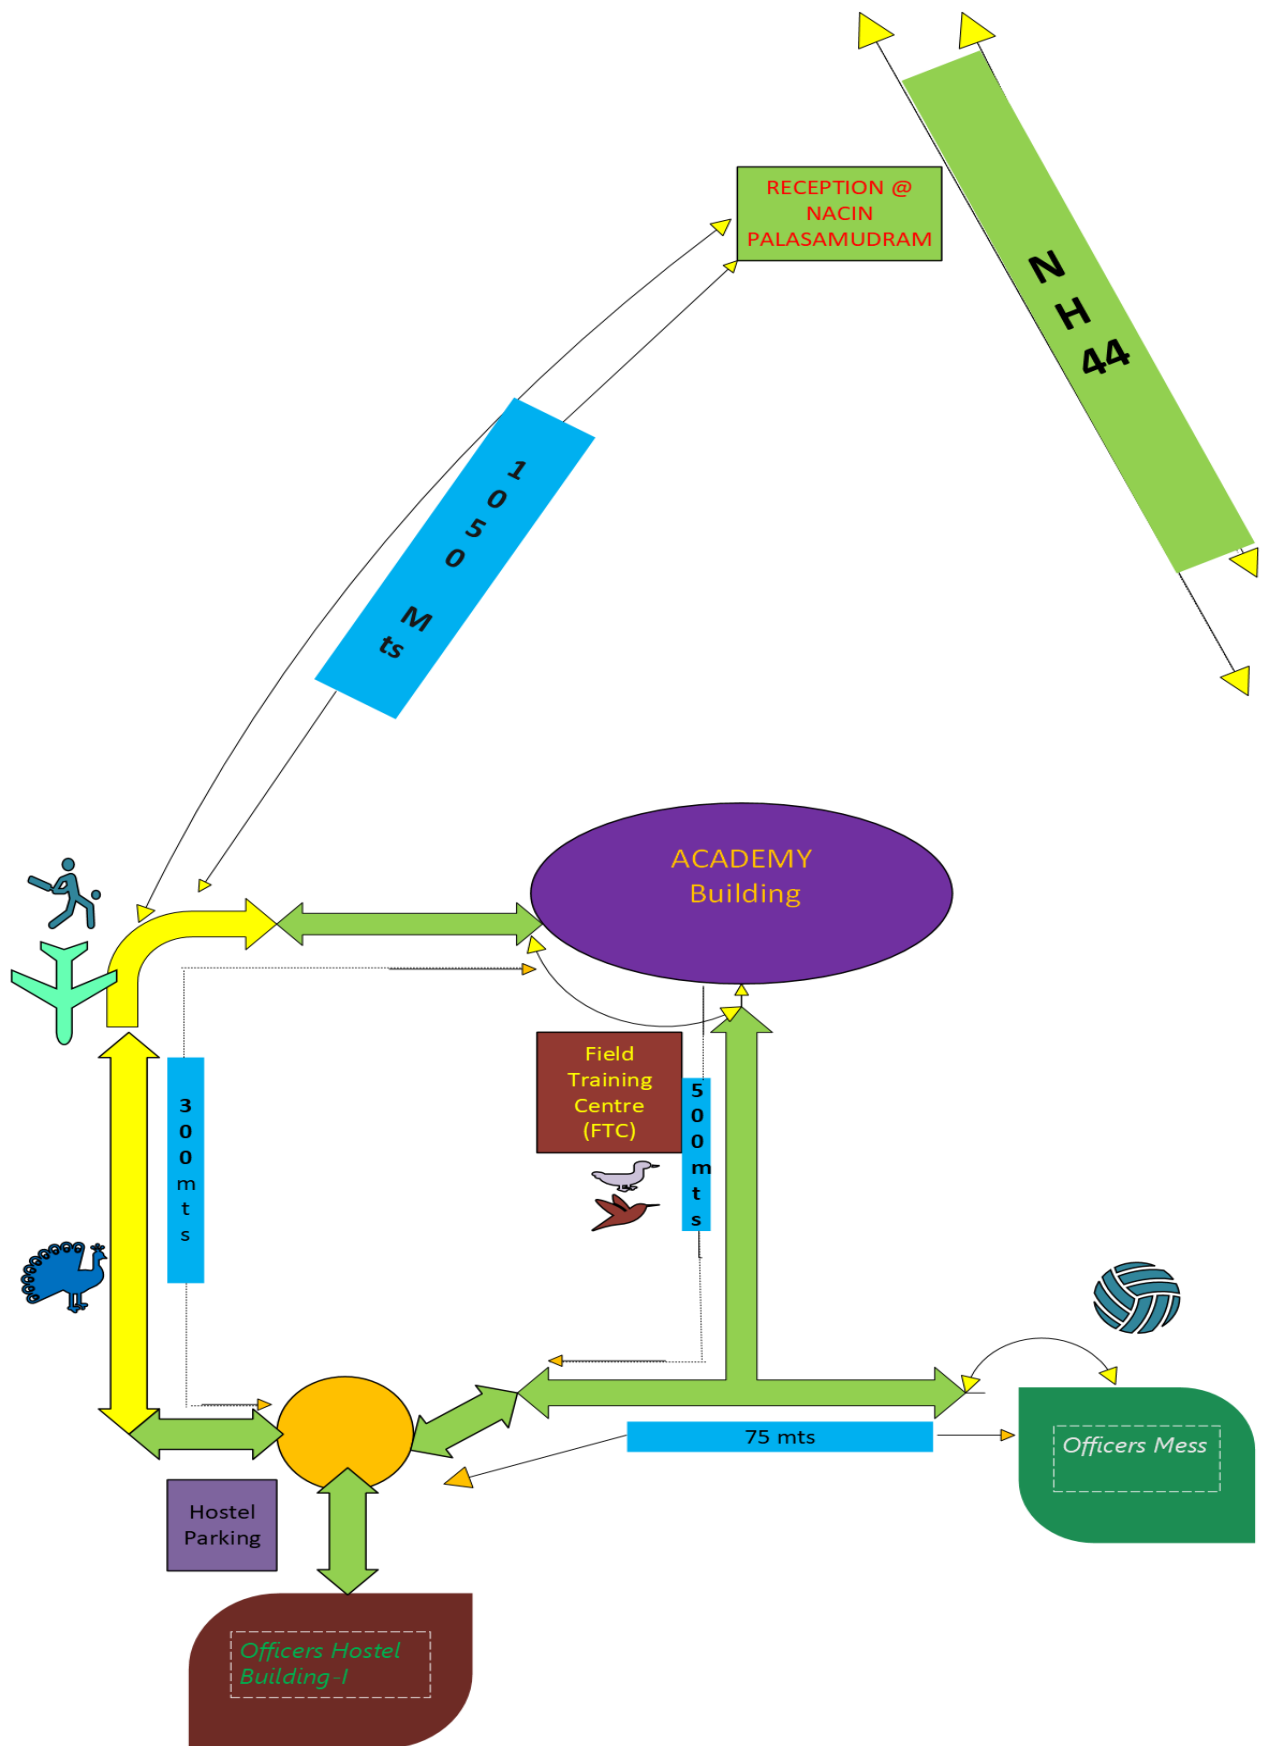 RECEPTION @
NACIN
PALASAMUDRAM
N
H
44
1
0
5
0
M
ts
ACADEMY
Building
Field
Training
Centre
(FTC)
3
0
0
m
t
s
5
0
0
m
t
s
75 mts
Officers Mess
Hostel
Parking
Officers Hostel
Building-I